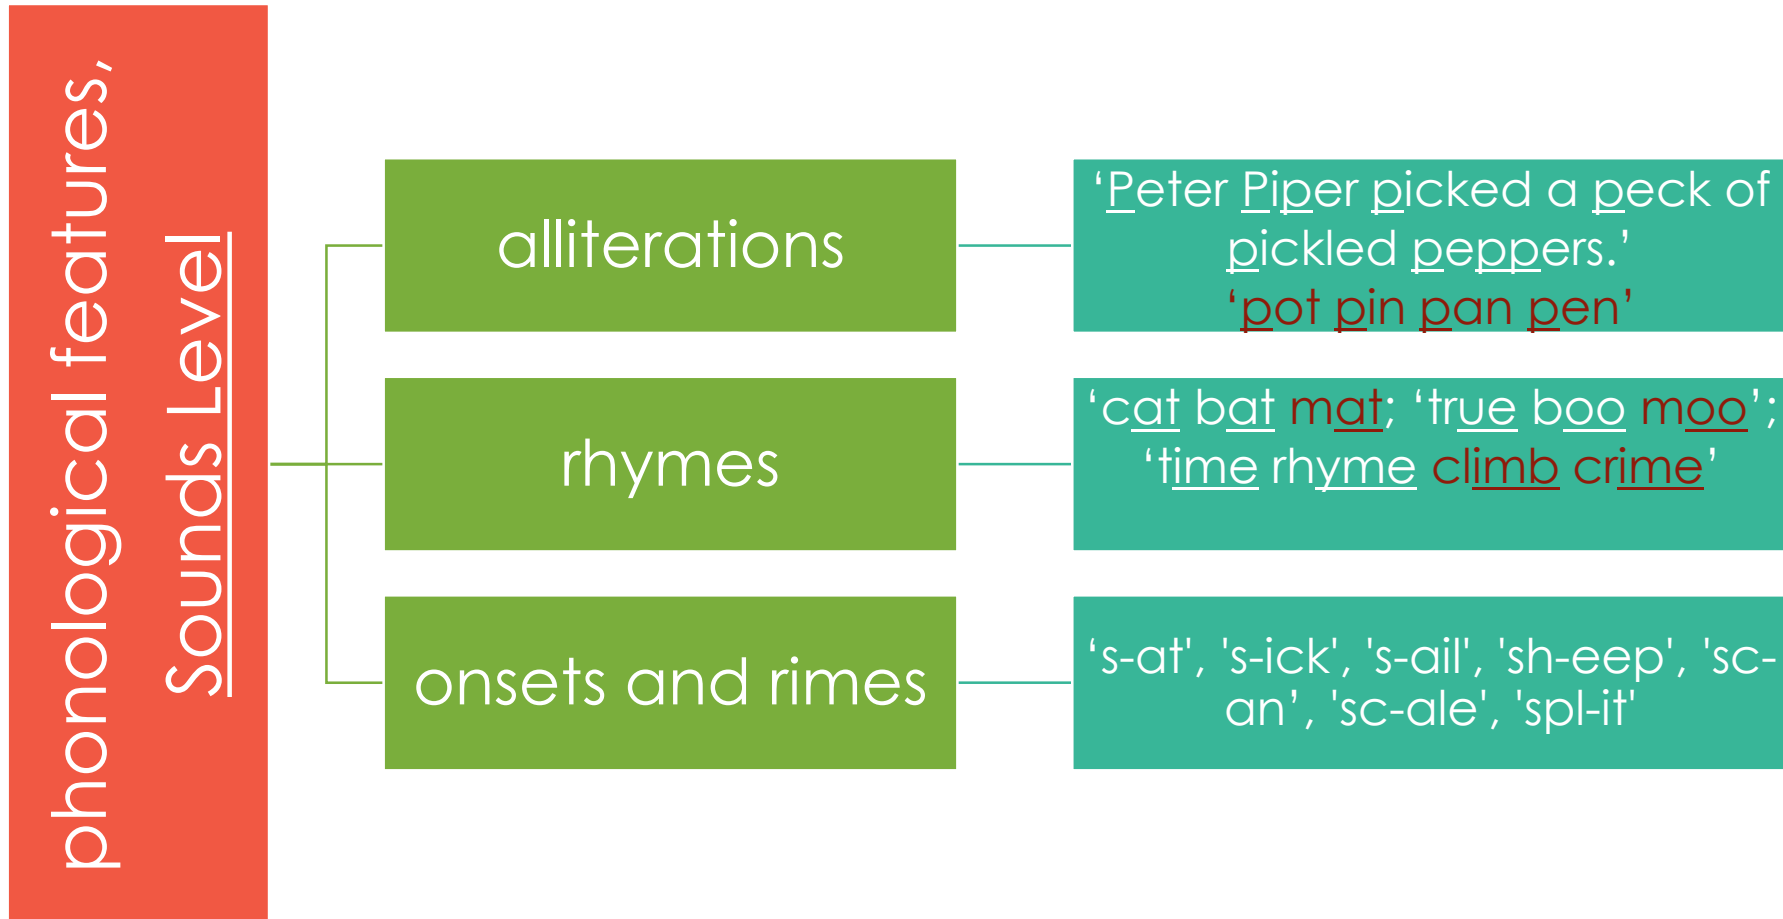 phonological features,
Sounds Level
alliterations
‘Peter Piper picked a peck of
pickled peppers.’
‘pot pin pan pen’
rhymes
‘cat bat mat; ‘true boo moo’;
‘time rhyme climb crime’
onsets and rimes
‘s-at', 's-ick', 's-ail', 'sh-eep', 'sc-
an’, 'sc-ale', 'spl-it'